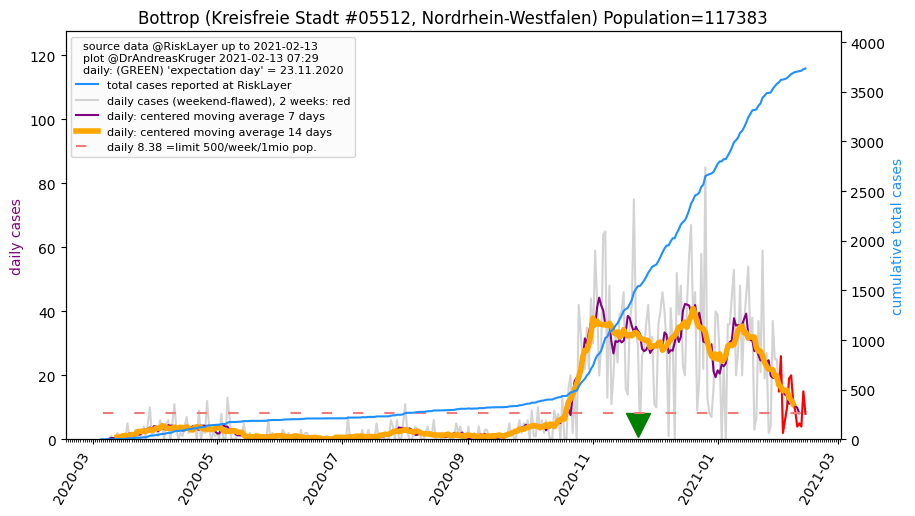 Bottrop (Kreisfreie Stadt #05512, Nordrhein-Westfalen) Population=117383
source data @RiskLayer up to 2021-02-13
plot @DrAndreasKruger 2021-02-13 07:29
daily: (GREEN) 'expectation day' = 23.11.2020
total cases reported at RiskLayer
daily cases (weekend-flawed), 2 weeks: red
daily: centered moving average 7 days
daily: centered moving average 14 days
daily 8.38 =limit 500/week/1mio pop.
daily cases
120
100
80
60
40
20
0
4000
3500
3000
2500
2000
1500
1000
500
0
cumulative total cases
2020-03
2020-05
2020-07
2020-09
2020-11
2021-01
2021-03